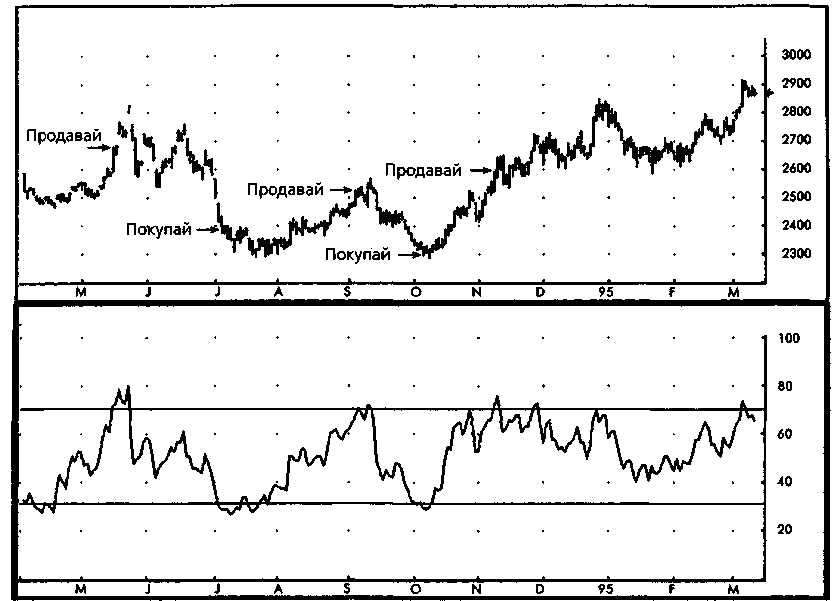 3000
2900
2800
Продавай
2700
Продавай
2600
Продавай
2500
Покупай
2400
Покупай
2300
M J J A S O N D 95 F M
100
80
60
40
20
M J J A S O N D 95 F M